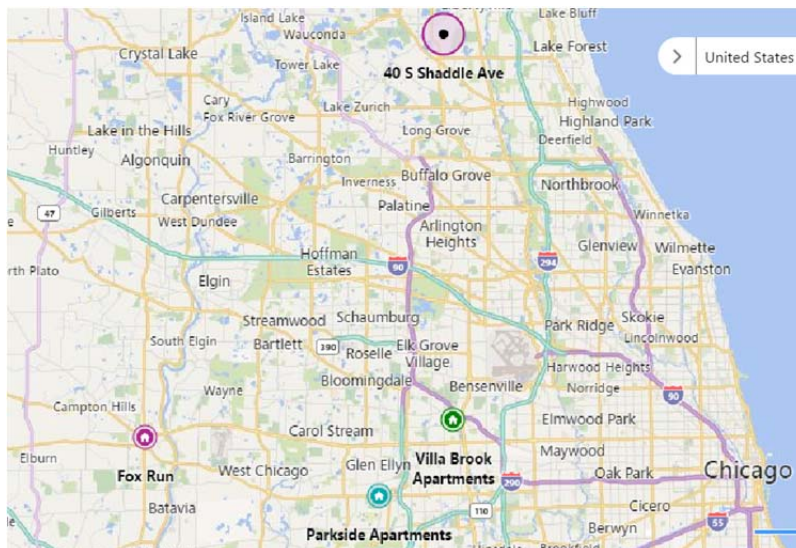 Island Lake
Lake Bluff
Wauconda
Crystal Lake
Lake Forest
Tower Lake
United States
40 S Shaddle Ave
Cary
Lake Zurich
Highwood
Fox River Grove
Highland Park
Lake in the Hills
Long Grove
Deerfield
Huntley
Algonquin
Barrington
Inverness
Buffalo Grove
Northbrook
Carpentersville
Palatine
47
Gilberts
West Dundee
Winnetka
Arlington
Heights
Glenview
Wilmette
Hoffman
Estates
90
294
Evanston
rth Plato
Elgin
Schaumburg
Skokie
Streamwood
Park Ridge
South Elgin
Bartlett
390
Elk Grove
Village
Lincolnwood
Roselle
Harwood Heights
Bloomingdale
Bensenville
Norridge
Wayne
90
Campton Hills
Elmwood Park
Carol Stream
Villa Brook
Apartments
Maywood
Elburn
Fox Run
West Chicago
Glen Ellyn
Oak Park
Chicago
290
Batavia
110
Cicero
Parkside Apartments
Berwyn
55
Brookfield